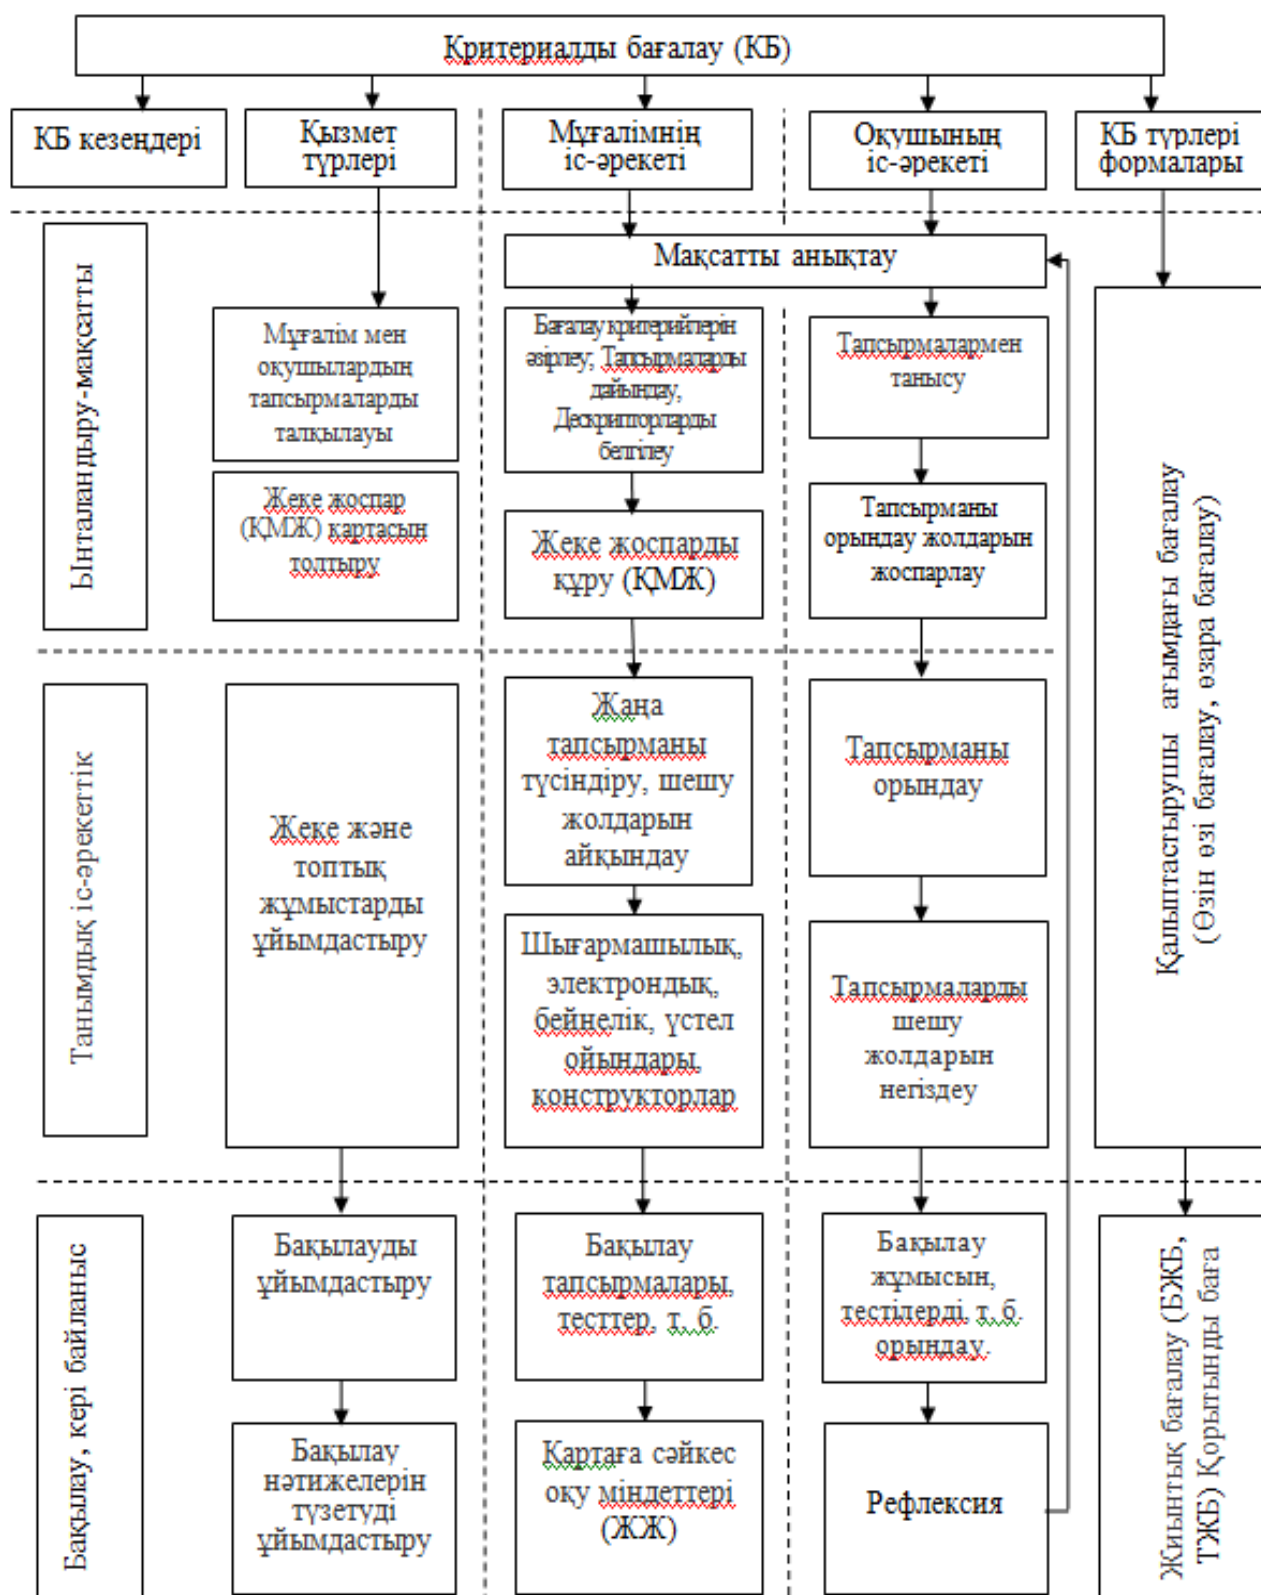 Критериалды бағалау (КБ)
КБ кезеңдері
Қызмет
түрлері
Мұғалімнің
іс-әрекеті
Оқушының
іс-әрекеті
КБ түрлері
формалары
Ынталандыру-мақсатты
Мақсатты анықтау
Мұғалім мен
оқушылардың
тапсырмаларды
талқылауы
Жеке жоспар
(ҚМЖ) картасын
толтыру
Бағалау критерийлерін
әзірлеу; Тапсырмаларды
дайындау,
Дескрипторларды
белгілеу
Жеке жоспарды
құру (ҚМЖ)
Тапсырмалармен
танысу
Тапсырманы
орындау жолдарын
жоспарлау
Қалыптастырушы ағымдағы бағалау
(Өзін өзі бағалау, өзара бағалау)
Танымдық іс-әрекеттік
Жеке және
топтық
жұмыстарды
ұйымдастыру
Жаңа
тапсырманы
түсіндіру, шешу
жолдарын
айқындау
Шығармашылық,
электрондық,
бейнелік, үстел
ойындары,
конструкторлар
Тапсырманы
орындау
Тапсырмаларды
шешу
жолдарын
негіздеу
Бақылау, кері байланыс
Бақылауды
ұйымдастыру
Бақылау
нәтижелерін
түзетуді
ұйымдастыру
Бақылау
тапсырмалары,
тесттер, т. б.
Қартаға сәйкес
оқу міндеттері
(ЖЖ)
Бақылау
жұмысын,
тестілерді, т. б.
орындау.
Рефлексия
Жиынтық бағалау (БЖБ,
ТЖБ) Қорытынды баға